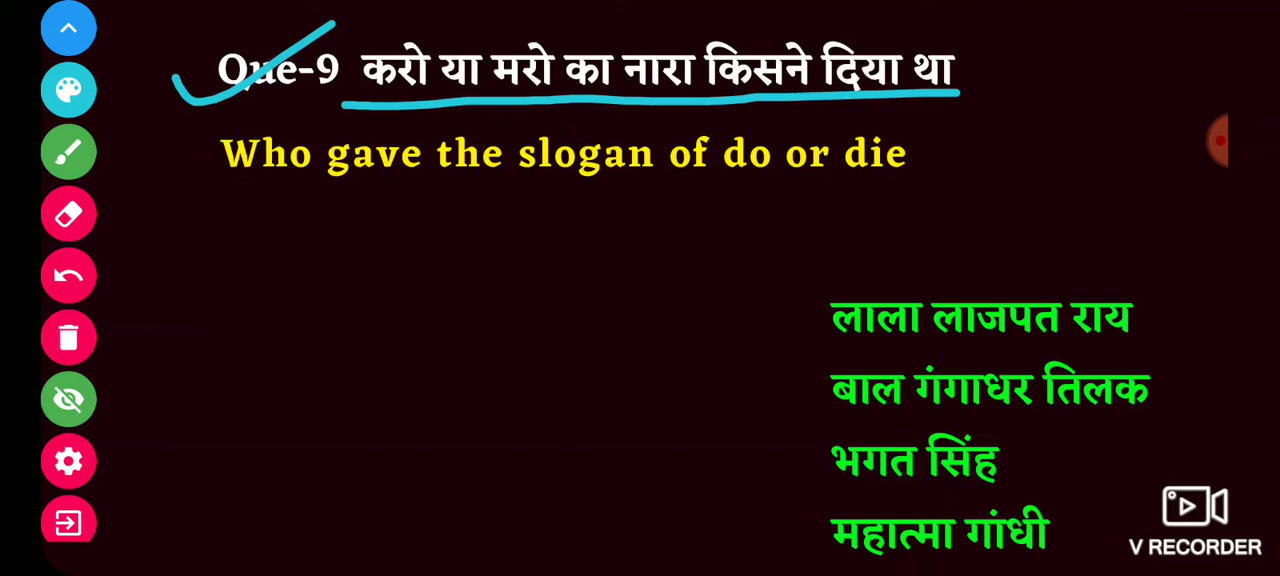 Que-9 करो या मरो का नारा किसने दिया था
Who gave the slogan of do or die
लाला लाजपत राय
बाल गंगाधर तिलक
भगत सिंह
महात्मा गांधी
V RECORDER